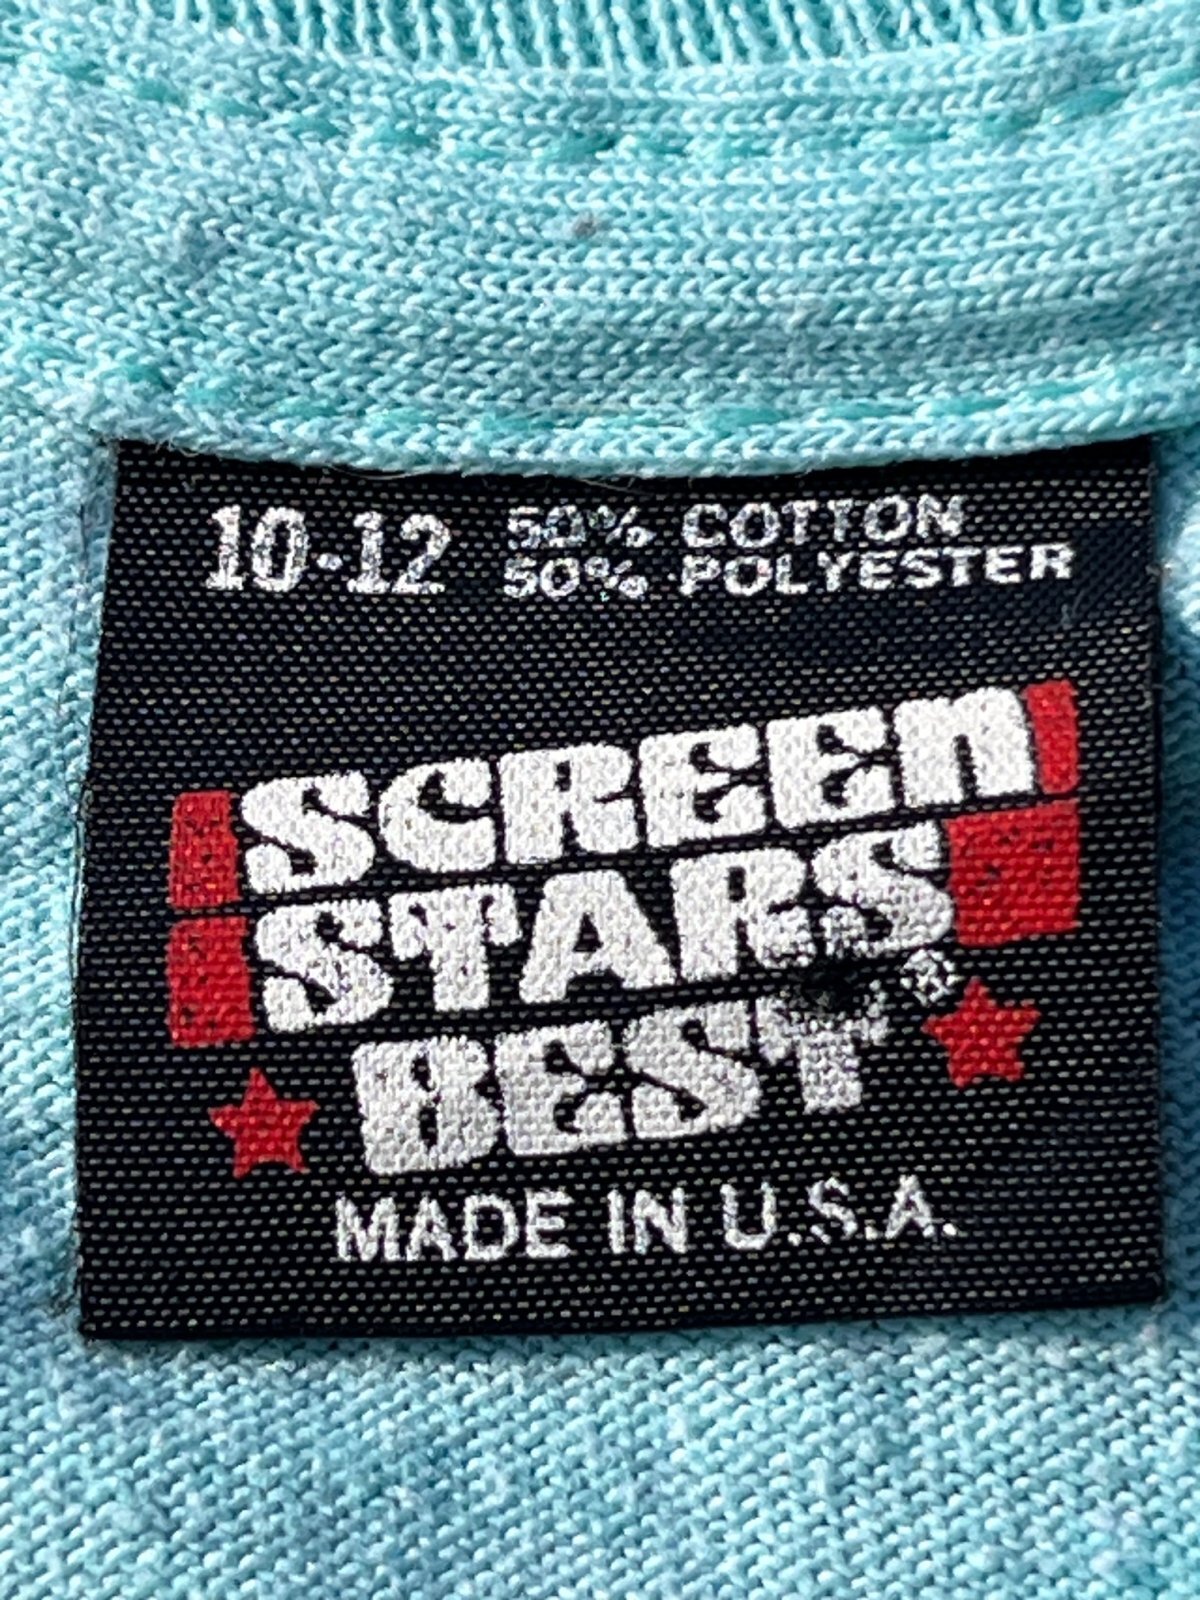 10-12 50% COTTON
50% POLYESTER
SCREEN
STARS
BEST®
MADE IN U.S.A.